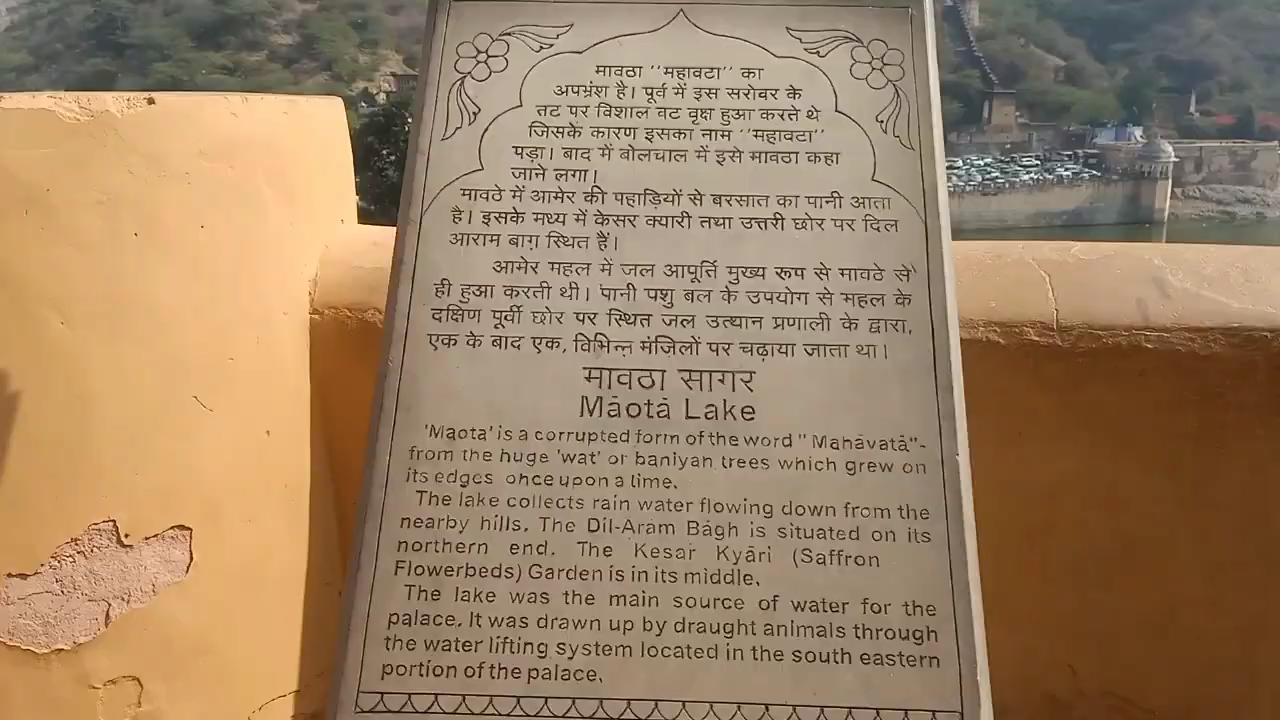 मावठा "महावटा" का
अपभ्रंश है। पूर्व में इस सरोवर के
तट पर विशाल वट वृक्ष हुआ करते थे
जिसके कारण इसका नाम "महावटा"
पड़ा। बाद में बोलचाल में इसे मावठा कहा
जाने लगा।
मावठे में आमेर की पहाड़ियों से बरसात का पानी आता
है। इसके मध्य में केसर क्यारी तथा उत्तरी छोर पर दिल
आराम बाग़ स्थित हैं।
आमेर महल में जल आपूर्ति मुख्य रूप से मावठे से
ही हुआ करती थी। पानी पशु बल के उपयोग से महल के
दक्षिण पूर्वी छोर पर स्थित जल उत्थान प्रणाली के द्वारा,
एक के बाद एक, विभिन्न मंज़िलों पर चढ़ाया जाता था।
मावठा सागर
Māotā Lake
'Maota' is a corrupted form of the word "Mahāvatā"-
from the huge 'wat' or baniyan trees which grew on
its edges once upon a time.
The lake collects rain water flowing down from the
nearby hills. The Dil-Aram Bāgh is situated on its
northern end. The Kesar Kyāri (Saffron
Flowerbeds) Garden is in its middle.
The lake was the main source of water for the
palace. It was drawn up by draught animals through
the water lifting system located in the south eastern
portion of the palace.